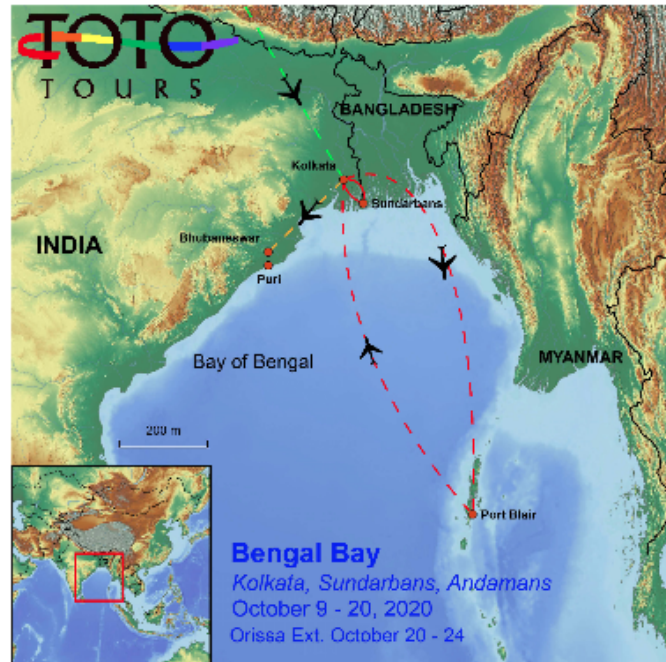 TOTO
TOURS
BANGLADESH
Kolkata
Sundarbans
INDIA
Bhubaneswar
Puri
MYANMAR
Bay of Bengal
200 m
Port Blair
Bengal Bay
Kolkata, Sundarbans, Andamans
October 9 - 20, 2020
Orissa Ext. October 20 - 24